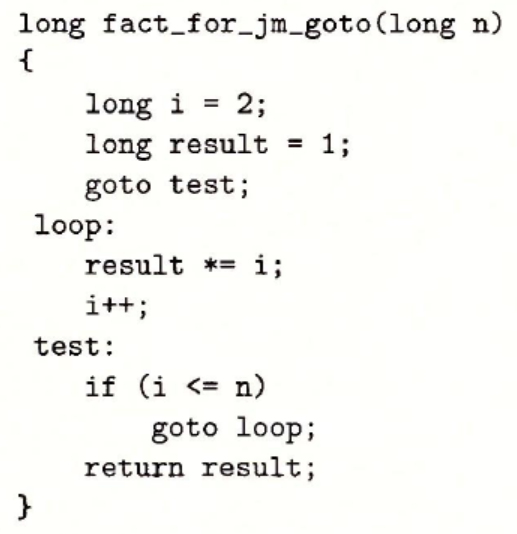 long fact_for_jm_goto(long n)
{
    long i = 2;
    long result = 1;
    goto test;
 loop:
    result *= i;
    i++;
 test:
    if (i <= n)
        goto loop;
    return result;
}